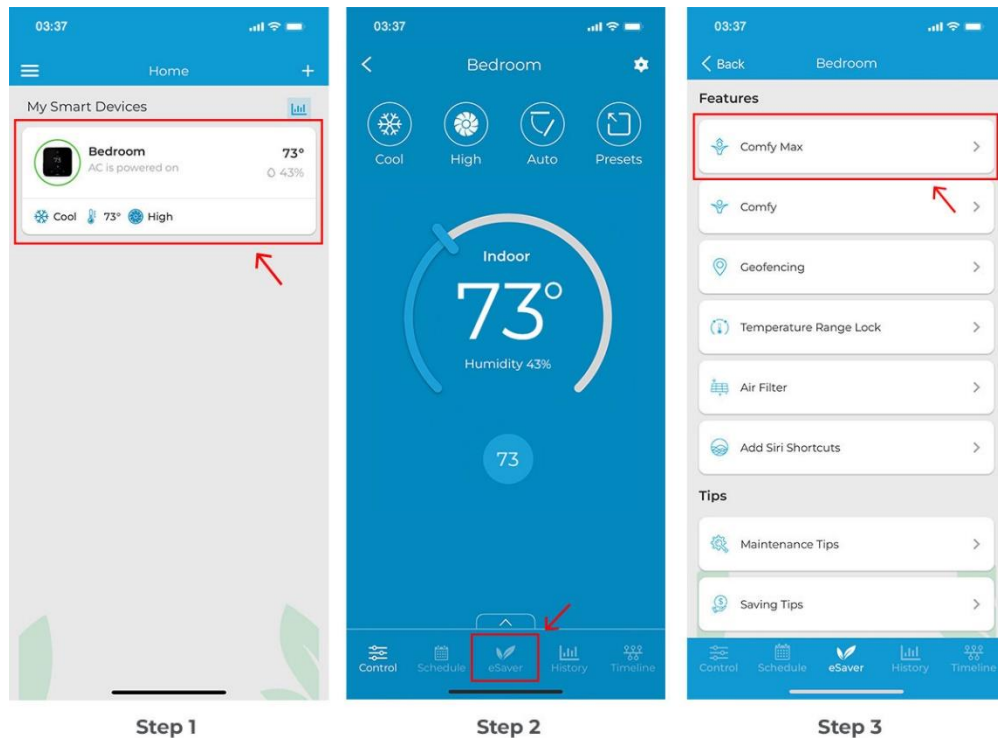 03:37
Home
My Smart Devices
73
Bedroom
73°
AC is powered on
43%
Cool 73° High
Step 1
03:37
Bedroom
Cool High Auto Presets
Indoor
73°
Humidity 43%
73
Control Schedule eSaver History Timeline
Step 2
03:37
Back Bedroom
Features
Comfy Max
Comfy
Geofencing
Temperature Range Lock
Air Filter
Add Siri Shortcuts
Tips
Maintenance Tips
Saving Tips
Control Schedule eSaver History Timeline
Step 3